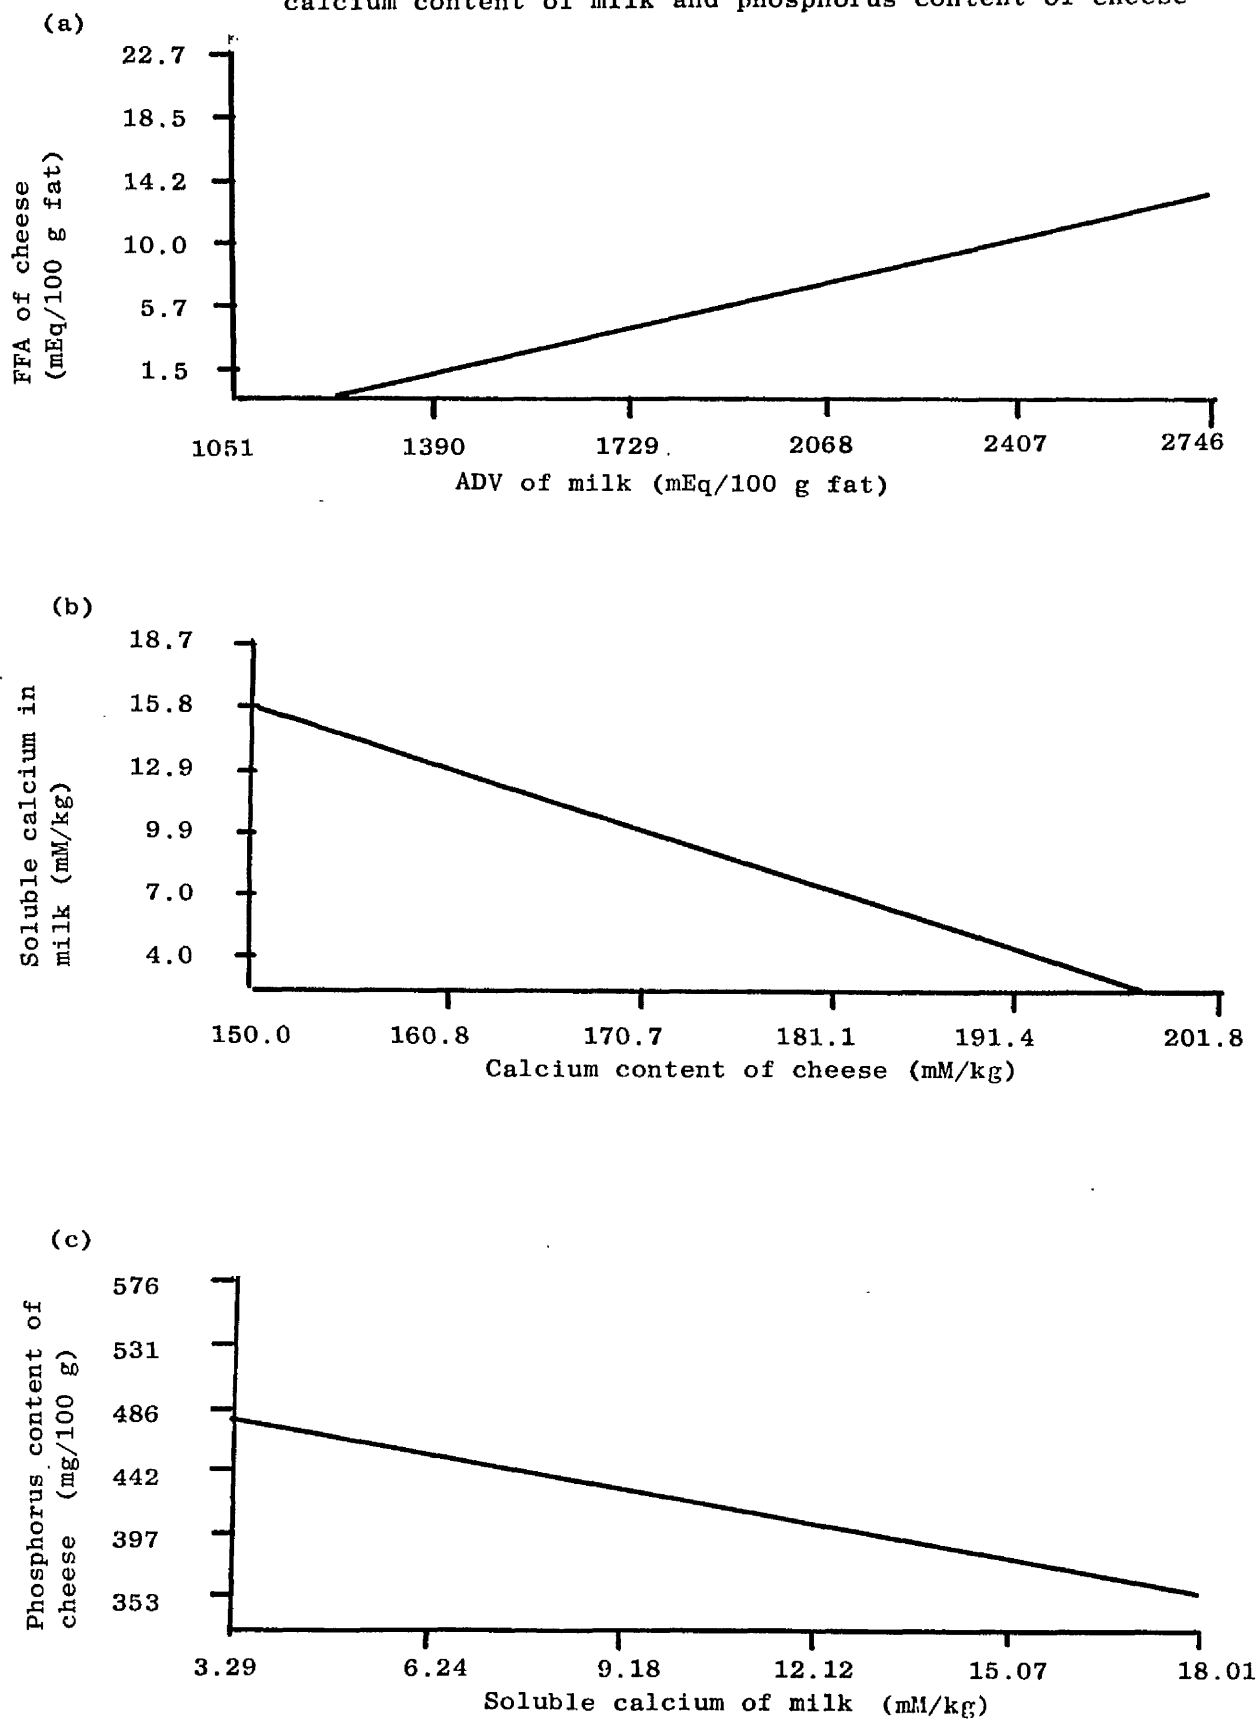 calcium content of milk and phosphorus content of cheese
(a)
22.7
18.5
14.2
10.0
5.7
1.5
FFA of cheese
(mEq/100 g fat)
1051 1390 1729 2068 2407 2746
ADV of milk (mEq/100 g fat)
(b)
18.7
15.8
12.9
9.9
7.0
4.0
Soluble calcium in
milk (mM/kg)
150.0 160.8 170.7 181.1 191.4 201.8
Calcium content of cheese (mM/kg)
(c)
576
531
486
442
397
353
Phosphorus content of
cheese (mg/100 g)
3.29 6.24 9.18 12.12 15.07 18.01
Soluble calcium of milk (mM/kg)